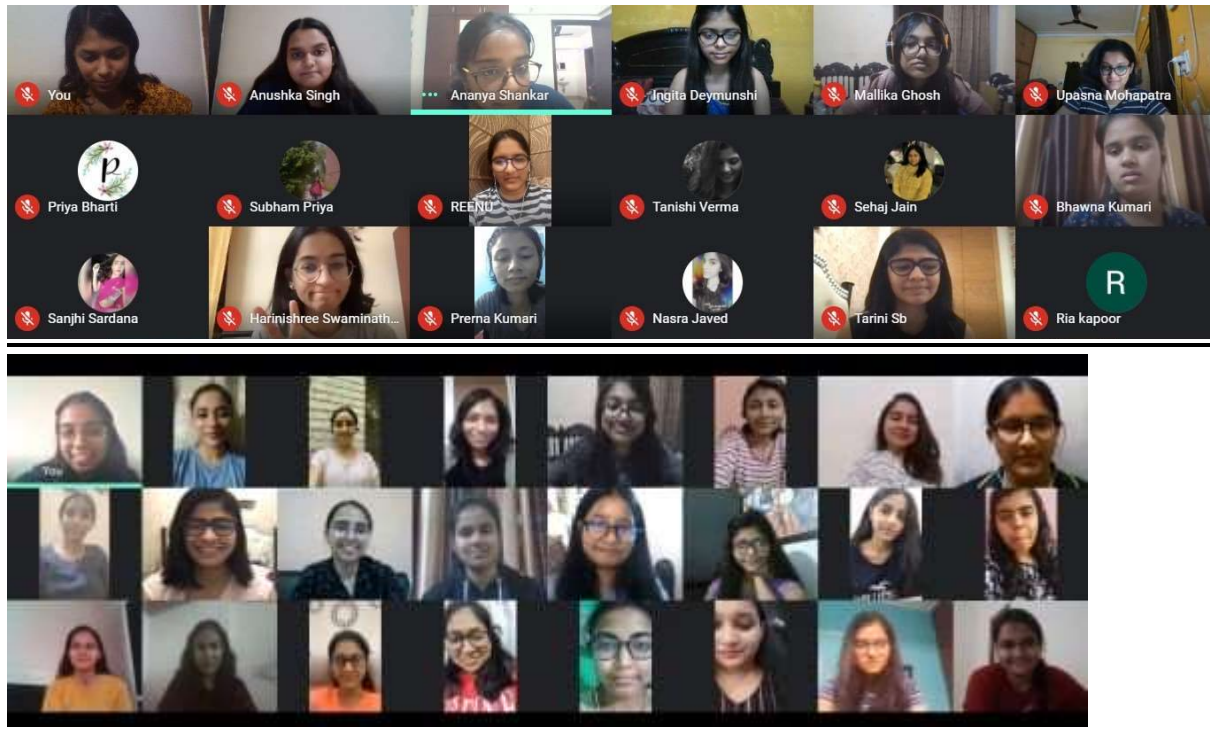 You
Anushka Singh
Ananya Shankar
Ingita Deymunshi
Mallika Ghosh
Upasna Mohapatra
P
Priya Bharti
Subham Priya
REENU
Tanishi Verma
Sehaj Jain
Bhawna Kumari
Sanjhi Sardana
Harinishree Swaminath...
Prerna Kumari
Nasra Javed
Tarini Sb
R
Ria kapoor
You